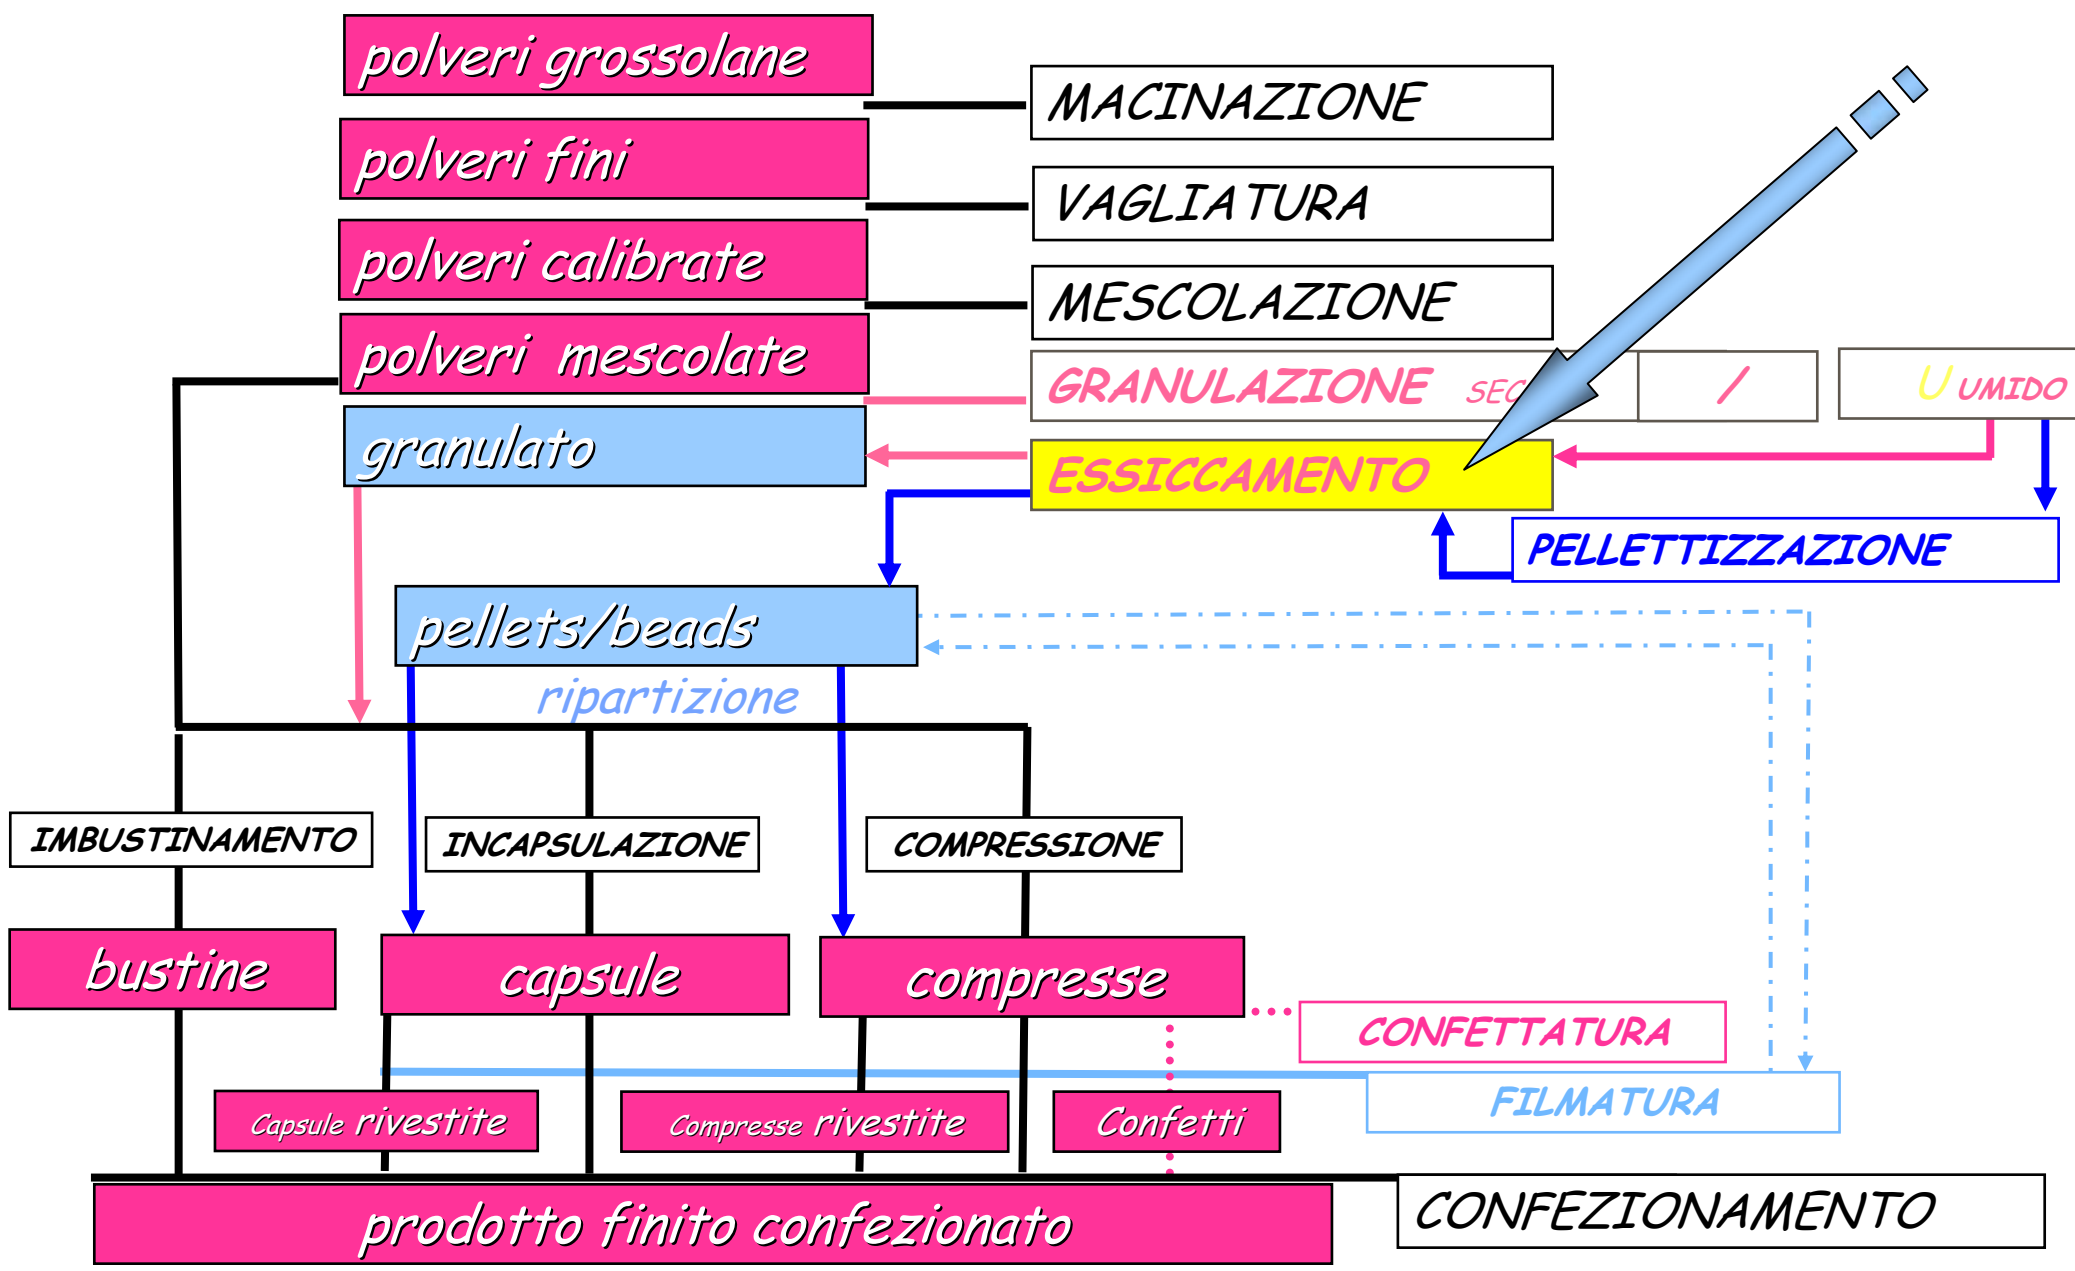 polveri grossolane
MACINAZIONE
polveri fini
VAGLIATURA
polveri calibrate
MESCOLAZIONE
polveri mescolate
GRANULAZIONE / U UMIDO
granulato
ESSICCAMENTO
PELLETTIZZAZIONE
pellets/beads
ripartizione
IMBUSTINAMENTO
INCAPSULAZIONE
COMPRESSIONE
bustine
capsule
compresse
CONFETTATURA
FILMATURA
Capsule rivestite
Compresse rivestite
Confetti
CONFEZIONAMENTO
prodotto finito confezionato